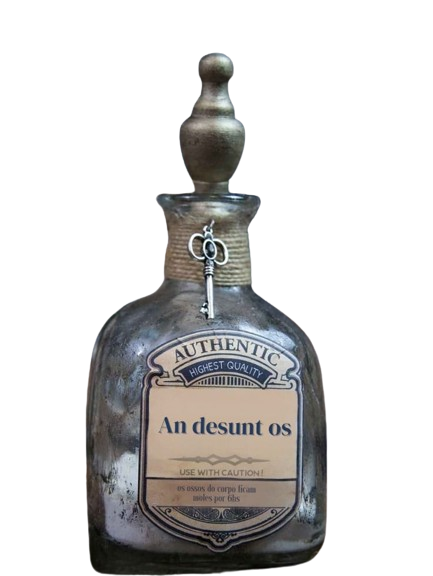 AUTHENTIC
HIGHEST QUALITY
An desunt os
USE WITH CAUTION!
os ossos do corpo ficam
moles por 6hs